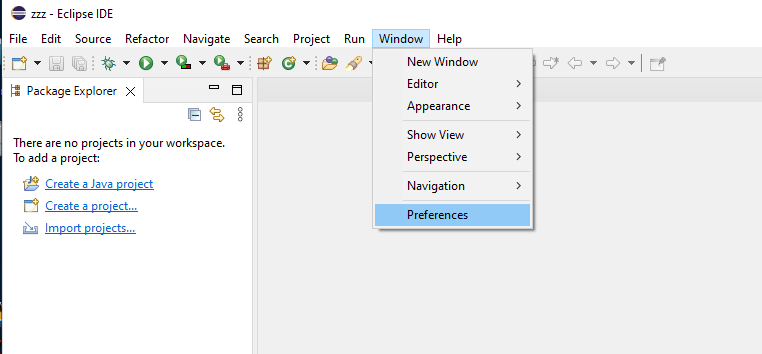 zzz - Eclipse IDE
File Edit Source Refactor Navigate Search Project Run Window Help
Package Explorer
There are no projects in your workspace.
To add a project:
Create a Java project
Create a project...
Import projects...
New Window
Editor
Appearance
Show View
Perspective
Navigation
Preferences